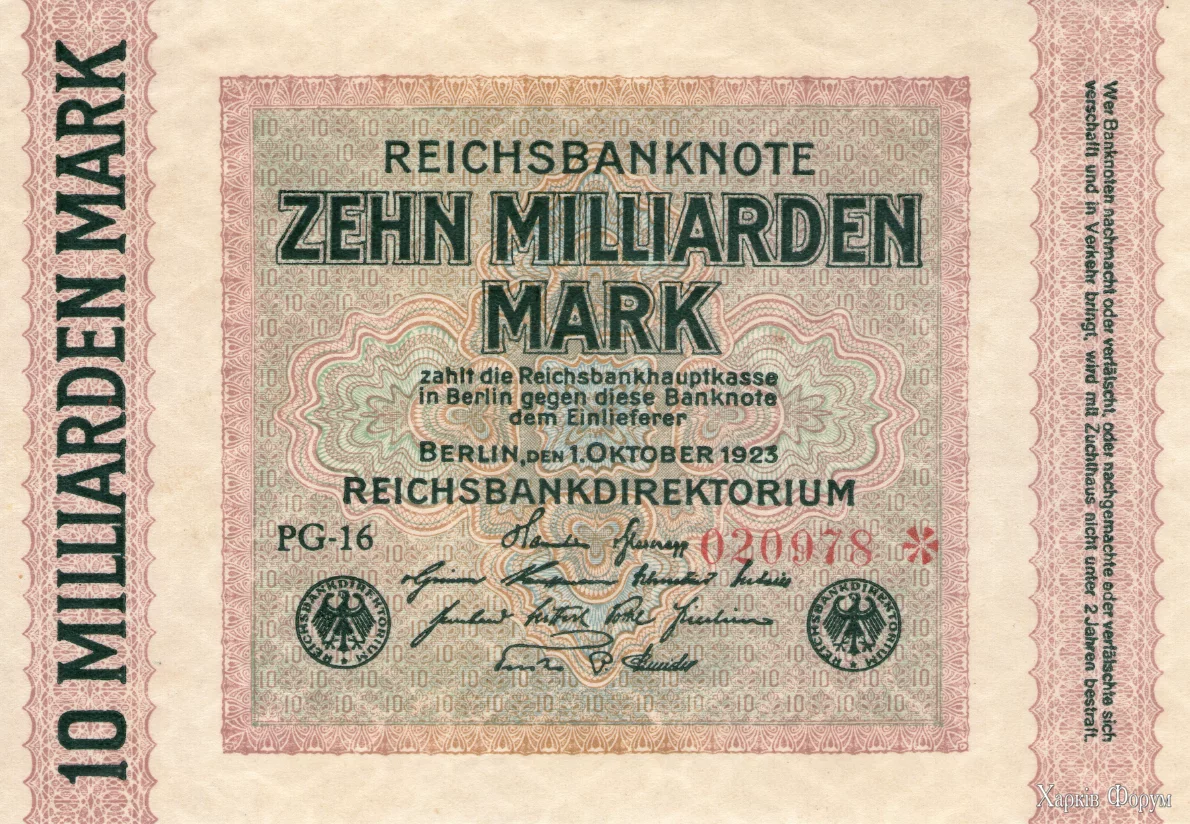 10 MILLIARDEN MARK
REICHSBANKNOTE
ZEHN MILLIARDEN
MARK
zahlt die Reichsbankhauptkasse
in Berlin gegen diese Banknote
dem Einlieferer
BERLIN, DEN 1. OKTOBER 1923
REICHSBANKDIREKTORIUM
PG-16
020978 *
REICHSBANKDIREKTORIUM
REICHSBANKDIREKTORIUM
Wer Banknoten nachmacht oder verfälscht, oder nachgemachte oder verfälschte sich
verschafft und in Verkehr bringt, wird mit Zuchthaus nicht unter 2 Jahren bestraft.
Харків Форум